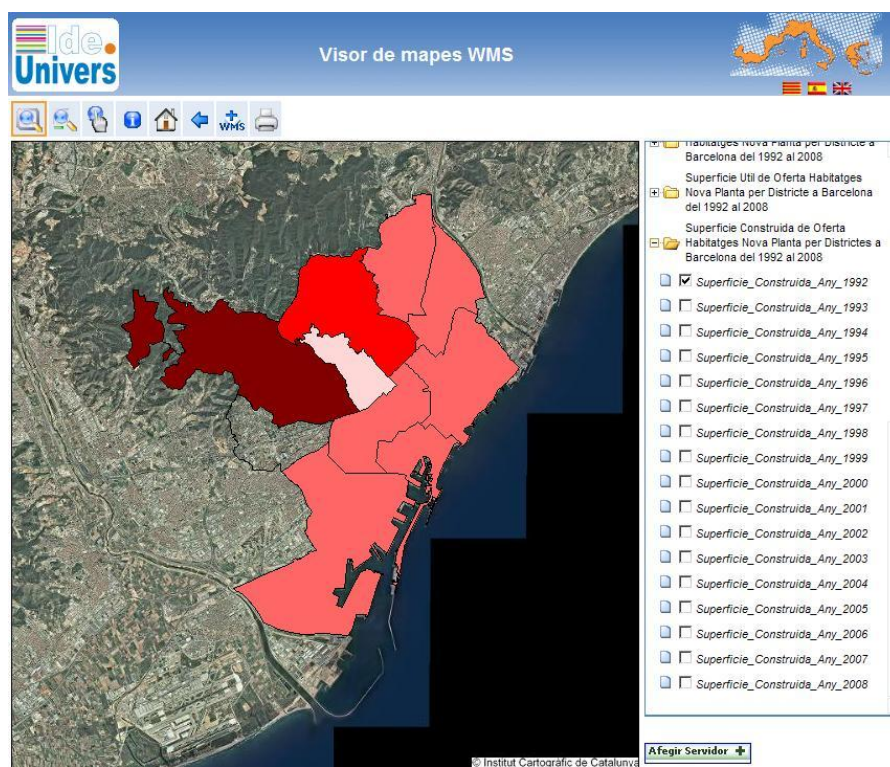 Ide.
Univers
Visor de mapes WMS
WMS
Habitatges Nova Planta per Districte a
Barcelona del 1992 al 2008
Superficie Util de Oferta Habitatges
Nova Planta per Districte a Barcelona
del 1992 al 2008
Superficie Construida de Oferta
Habitatges Nova Planta per Districtes a
Barcelona del 1992 al 2008
Superficie_Construida_Any_1992
Superficie_Construida_Any_1993
Superficie_Construida_Any_1994
Superficie_Construida_Any_1995
Superficie_Construida_Any_1996
Superficie_Construida_Any_1997
Superficie_Construida_Any_1998
Superficie_Construida_Any_1999
Superficie_Construida_Any_2000
Superficie_Construida_Any_2001
Superficie_Construida_Any_2002
Superficie_Construida_Any_2003
Superficie_Construida_Any_2004
Superficie_Construida_Any_2005
Superficie_Construida_Any_2006
Superficie_Construida_Any_2007
Superficie_Construida_Any_2008
Afegir Servidor
© Institut Cartogràfic de Catalunya